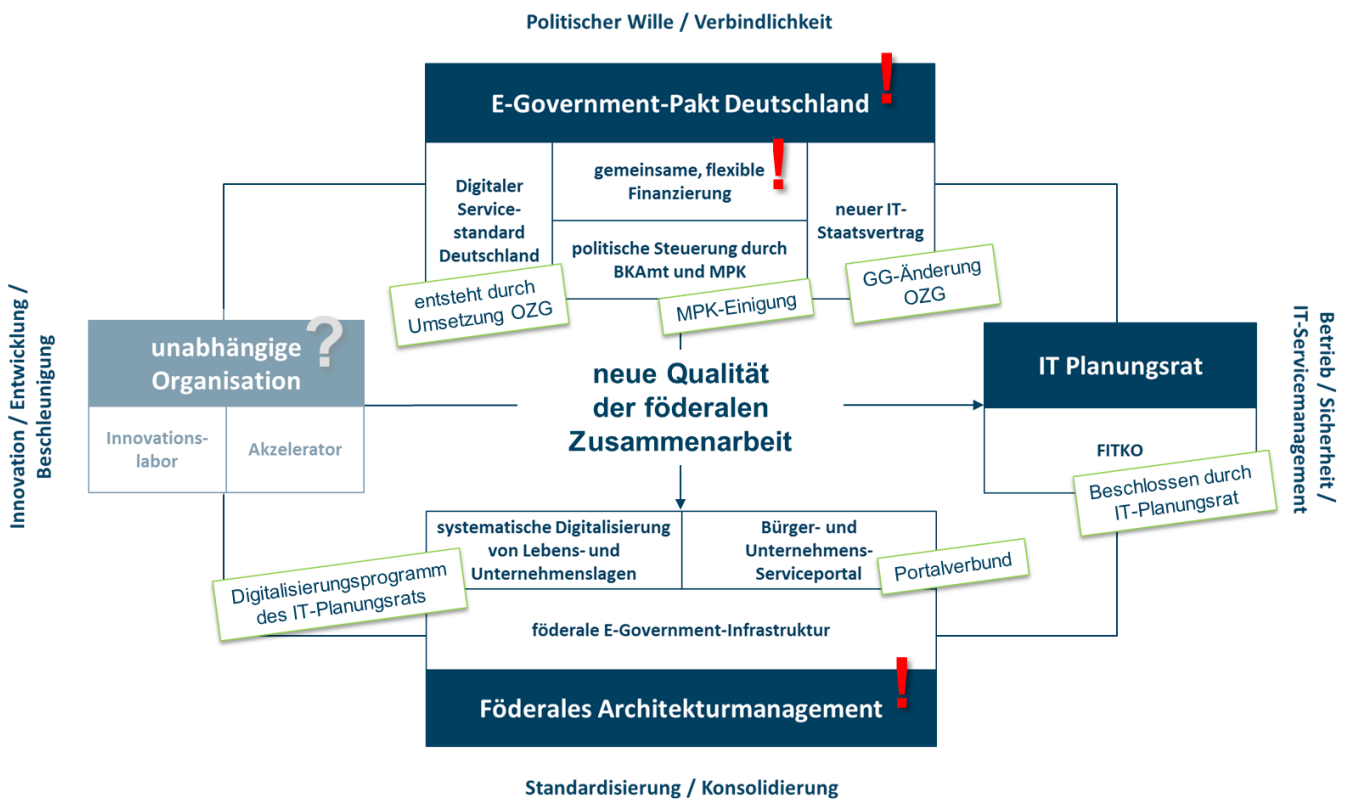 Politischer Wille / Verbindlichkeit
E-Government-Pakt Deutschland !
Digitaler
Service-
standard
Deutschland
gemeinsame, flexible
Finanzierung
!
politische Steuerung durch
BKAmt und MPK
neuer IT-
Staatsvertrag
entsteht durch
Umsetzung OZG
MPK-Einigung
GG-Änderung
OZG
Innovation / Entwicklung /
Beschleunigung
unabhängige
Organisation
?
Innovations-
labor
Akzelerator
neue Qualität
der föderalen
Zusammenarbeit
IT Planungsrat
FITKO
Beschlossen durch
IT-Planungsrat
Betrieb / Sicherheit /
IT-Servicemanagement
systematische Digitalisierung
von Lebens- und
Unternehmenslagen
Bürger- und
Unternehmens-
Serviceportal
Digitalisierungsprogramm
des IT-Planungsrats
Portalverbund
föderale E-Government-Infrastruktur
Föderales Architekturmanagement !
Standardisierung / Konsolidierung